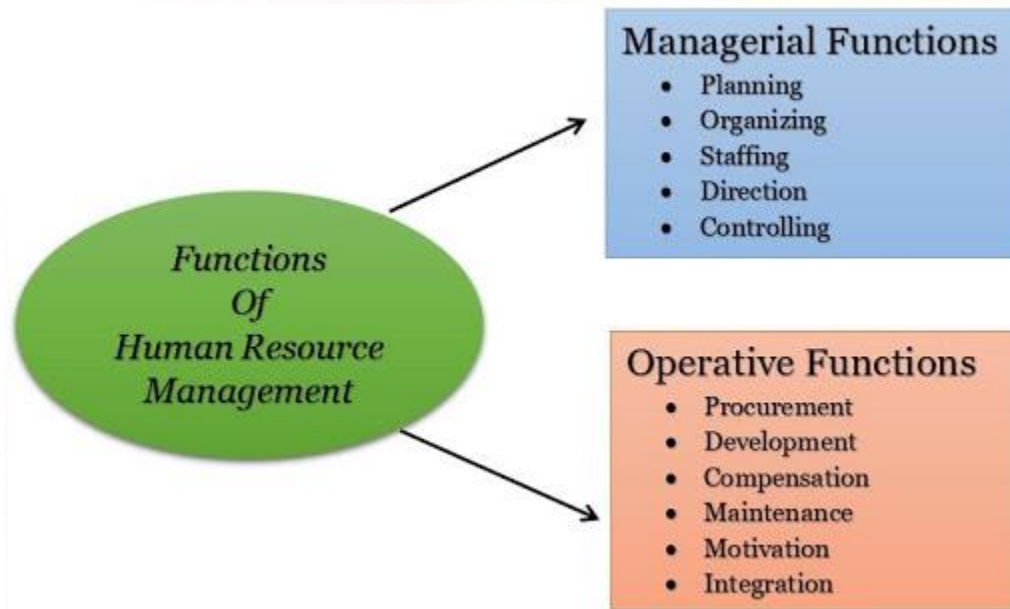 Functions
Of
Human Resource
Management
Managerial Functions
• Planning
• Organizing
• Staffing
• Direction
• Controlling
Operative Functions
• Procurement
• Development
• Compensation
• Maintenance
• Motivation
• Integration